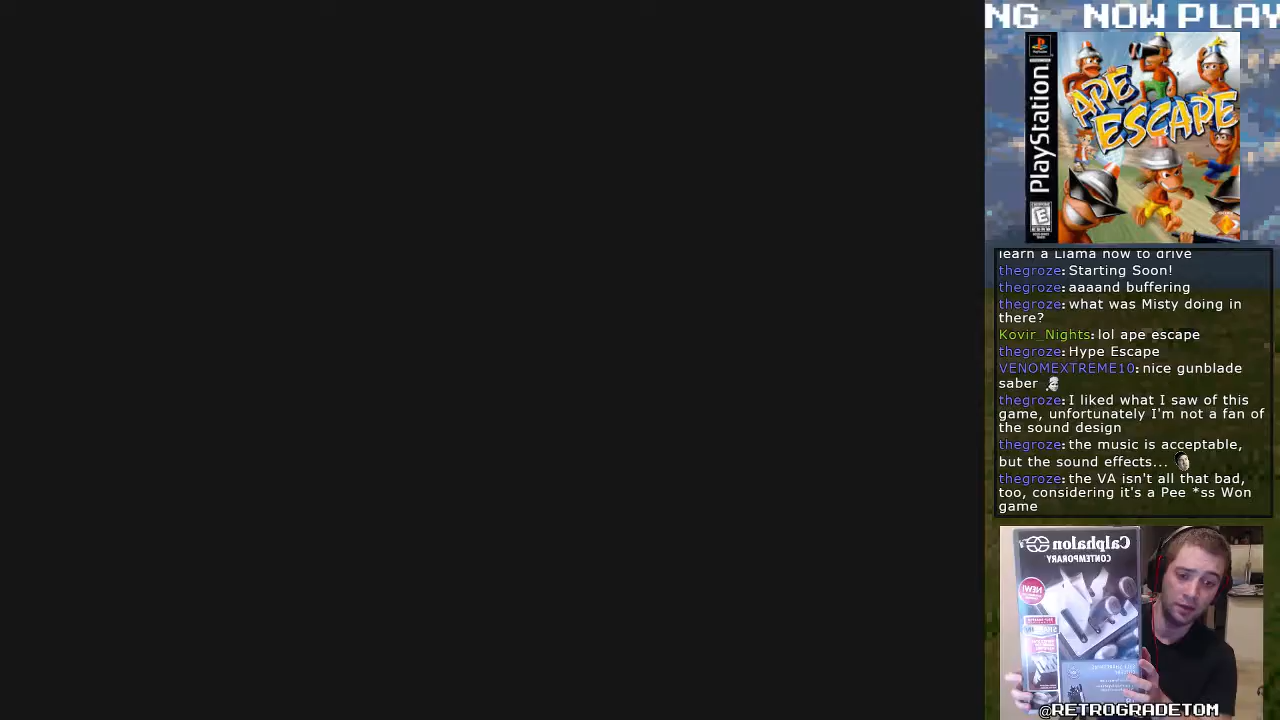 NG NOW PLAY
PlayStation
APE
ESCAPE
E
learn a Llama how to drive
thegroze: Starting Soon!
thegroze: aaaand buffering
thegroze: what was Misty doing in
there?
Kovir_Nights: lol ape escape
thegroze: Hype Escape
VENOMEXTREME10: nice gunblade
saber
thegroze: I liked what I saw of this
game, unfortunately I'm not a fan of
the sound design
thegroze: the music is acceptable,
but the sound effects...
thegroze: the VA isn't all that bad,
too, considering it's a Pee *ss Won
game
Calphalon
CONTEMPORARY
NEW!
@RETROGRADETOM